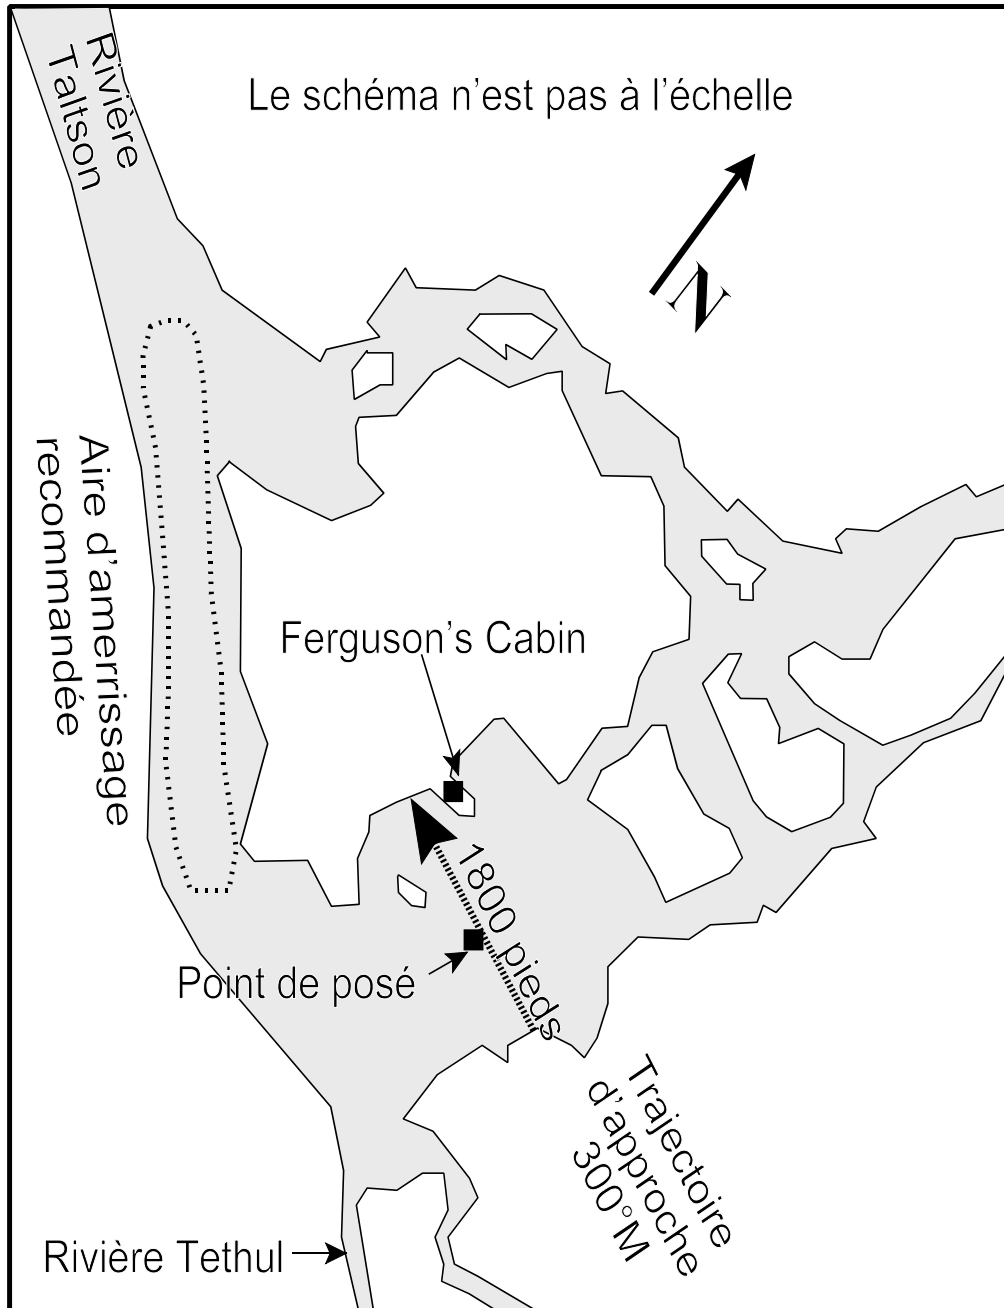 Rivière
Taltson
Le schéma n'est pas à l'échelle
N
Aire d'amerrissage
recommandée
Ferguson's Cabin
1800 pieds
Point de posé
Trajectoire
d'approche
300°M
Rivière Tethul